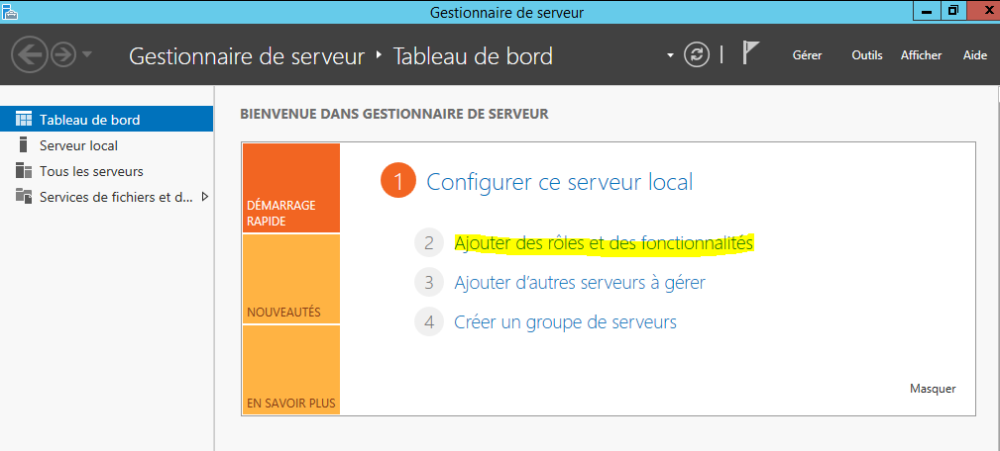 Gestionnaire de serveur
Gestionnaire de serveur ‣ Tableau de bord
Gérer Outils Afficher Aide
Tableau de bord
Serveur local
Tous les serveurs
Services de fichiers et d...
BIENVENUE DANS GESTIONNAIRE DE SERVEUR
DÉMARRAGE
RAPIDE
NOUVEAUTÉS
EN SAVOIR PLUS
1 Configurer ce serveur local
2 Ajouter des rôles et des fonctionnalités
3 Ajouter d'autres serveurs à gérer
4 Créer un groupe de serveurs
Masquer